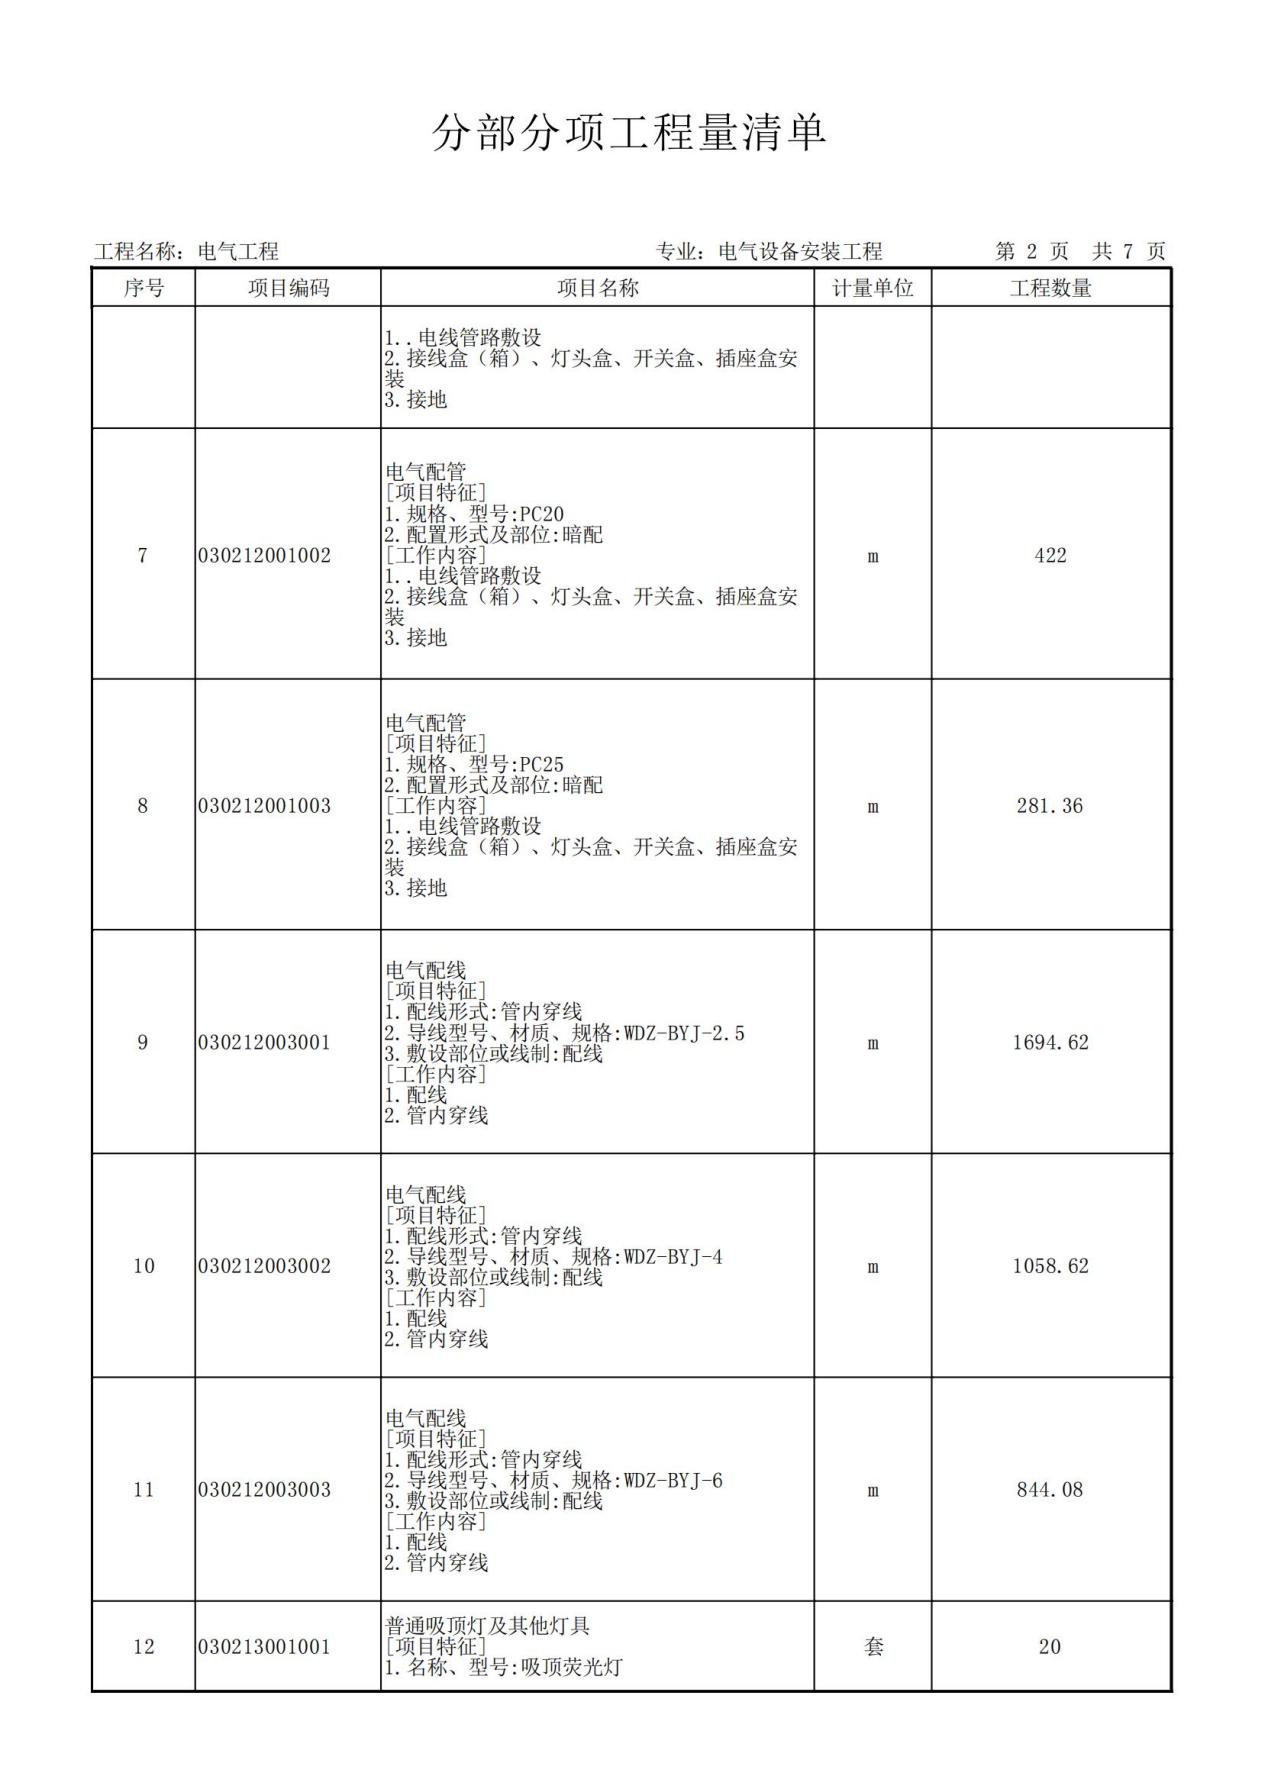 分部分项工程量清单
工程名称：电气工程 专业：电气设备安装工程 第 2 页 共 7 页
序号 项目编码 项目名称 计量单位 工程数量
1..电线管路敷设
2.接线盒（箱）、灯头盒、开关盒、插座盒安
装
3.接地
7 030212001002 m 422
电气配管
[项目特征]
1.规格、型号:PC20
2.配置形式及部位:暗配
[工作内容]
1..电线管路敷设
2.接线盒（箱）、灯头盒、开关盒、插座盒安
装
3.接地
8 030212001003 m 281.36
电气配管
[项目特征]
1.规格、型号:PC25
2.配置形式及部位:暗配
[工作内容]
1..电线管路敷设
2.接线盒（箱）、灯头盒、开关盒、插座盒安
装
3.接地
9 030212003001 m 1694.62
电气配线
[项目特征]
1.配线形式:管内穿线
2.导线型号、材质、规格:WDZ-BYJ-2.5
3.敷设部位或线制:配线
[工作内容]
1.配线
2.管内穿线
10 030212003002 m 1058.62
电气配线
[项目特征]
1.配线形式:管内穿线
2.导线型号、材质、规格:WDZ-BYJ-4
3.敷设部位或线制:配线
[工作内容]
1.配线
2.管内穿线
11 030212003003 m 844.08
电气配线
[项目特征]
1.配线形式:管内穿线
2.导线型号、材质、规格:WDZ-BYJ-6
3.敷设部位或线制:配线
[工作内容]
1.配线
2.管内穿线
12 030213001001 套 20
普通吸顶灯及其他灯具
[项目特征]
1.名称、型号:吸顶荧光灯